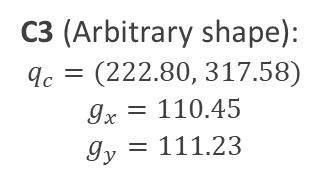 C3 (Arbitrary shape):
q_c = (222.80, 317.58)
g_x = 110.45
g_y = 111.23